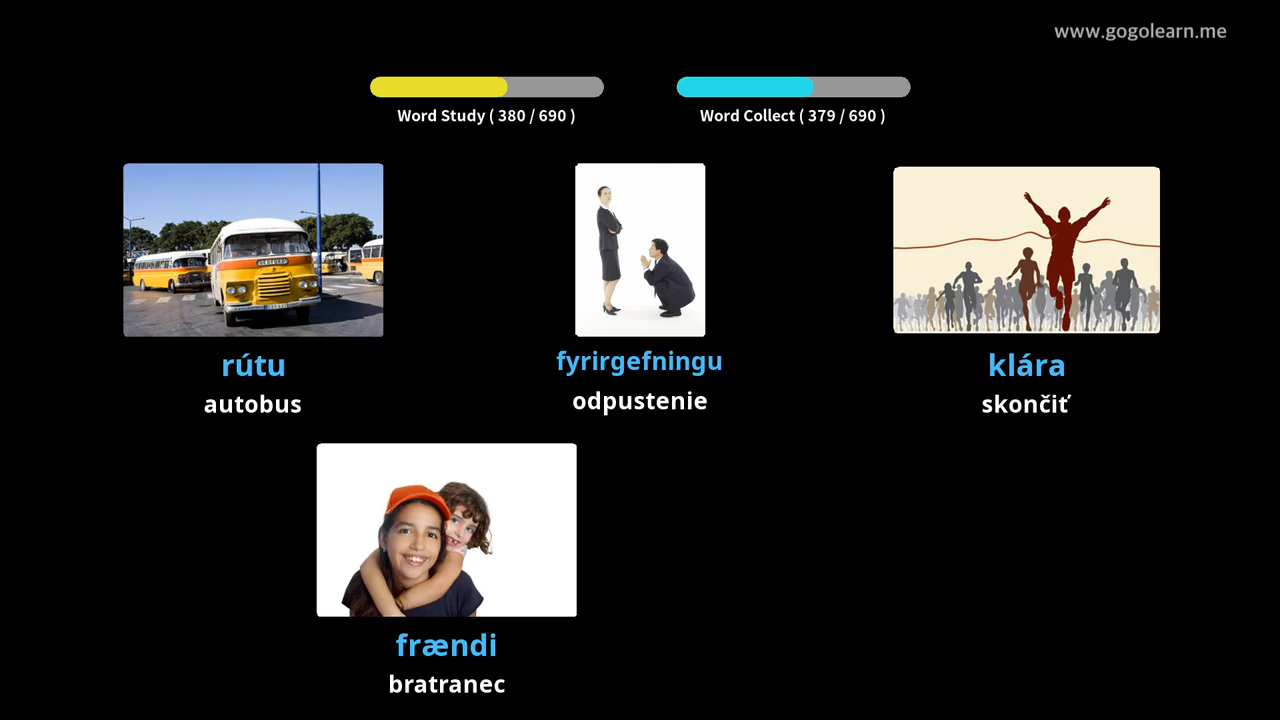 www.gogolearn.me
Word Study ( 380 / 690 )
Word Collect ( 379 / 690 )
BEDFORD
rútu
autobus
fyrirgefningu
odpustenie
klára
skončiť
frændi
bratranec